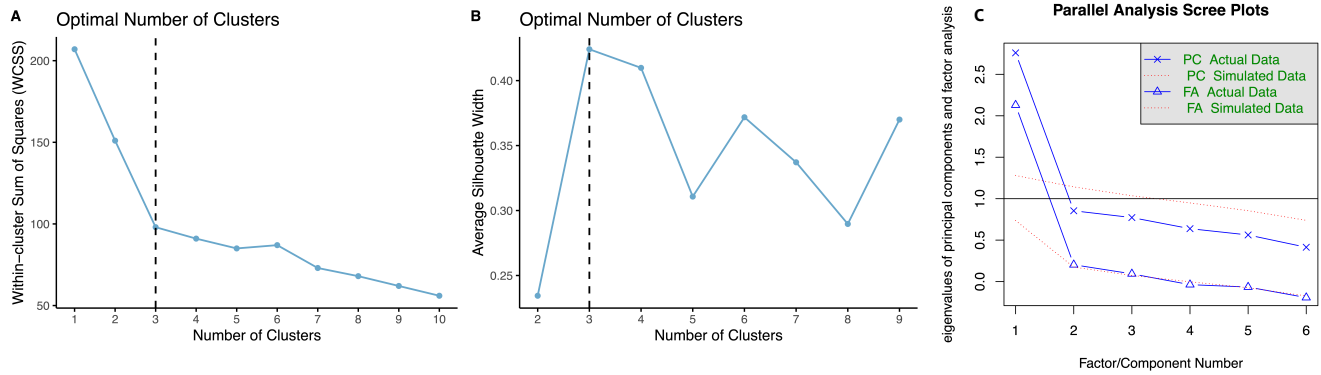 A
Optimal Number of Clusters
Within−cluster Sum of Squares (WCSS)
200
150
100
50
1 2 3 4 5 6 7 8 9 10
Number of Clusters
B
Optimal Number of Clusters
Average Silhouette Width
0.40
0.35
0.30
0.25
2 3 4 5 6 7 8 9
Number of Clusters
C
Parallel Analysis Scree Plots
eigenvalues of principal components and factor analysis
2.5
2.0
1.5
1.0
0.5
0.0
PC Actual Data
PC Simulated Data
FA Actual Data
FA Simulated Data
1 2 3 4 5 6
Factor/Component Number